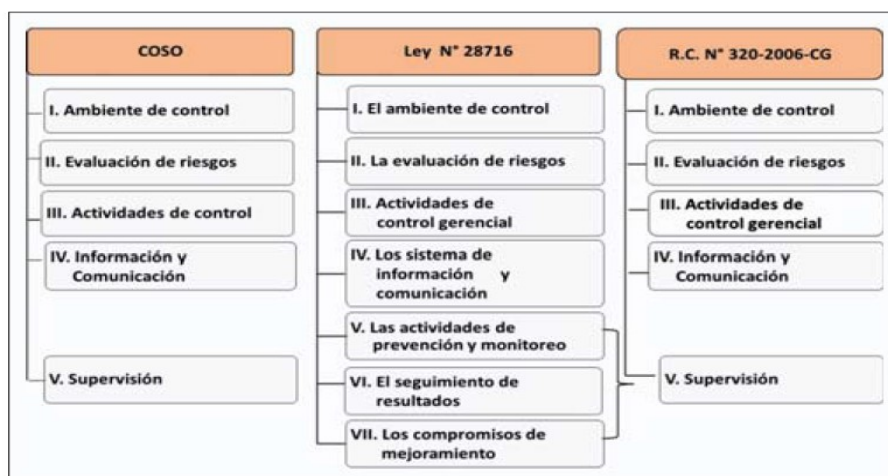 COSO
I. Ambiente de control
II. Evaluación de riesgos
III. Actividades de control
IV. Información y
Comunicación
V. Supervisión
Ley N° 28716
I. El ambiente de control
II. La evaluación de riesgos
III. Actividades de
control gerencial
IV. Los sistema de
información y
comunicación
V. Las actividades de
prevención y monitoreo
VI. El seguimiento de
resultados
VII. Los compromisos de
mejoramiento
R.C. N° 320-2006-CG
I. Ambiente de control
II. Evaluación de riesgos
III. Actividades de
control gerencial
IV. Información y
Comunicación
V. Supervisión